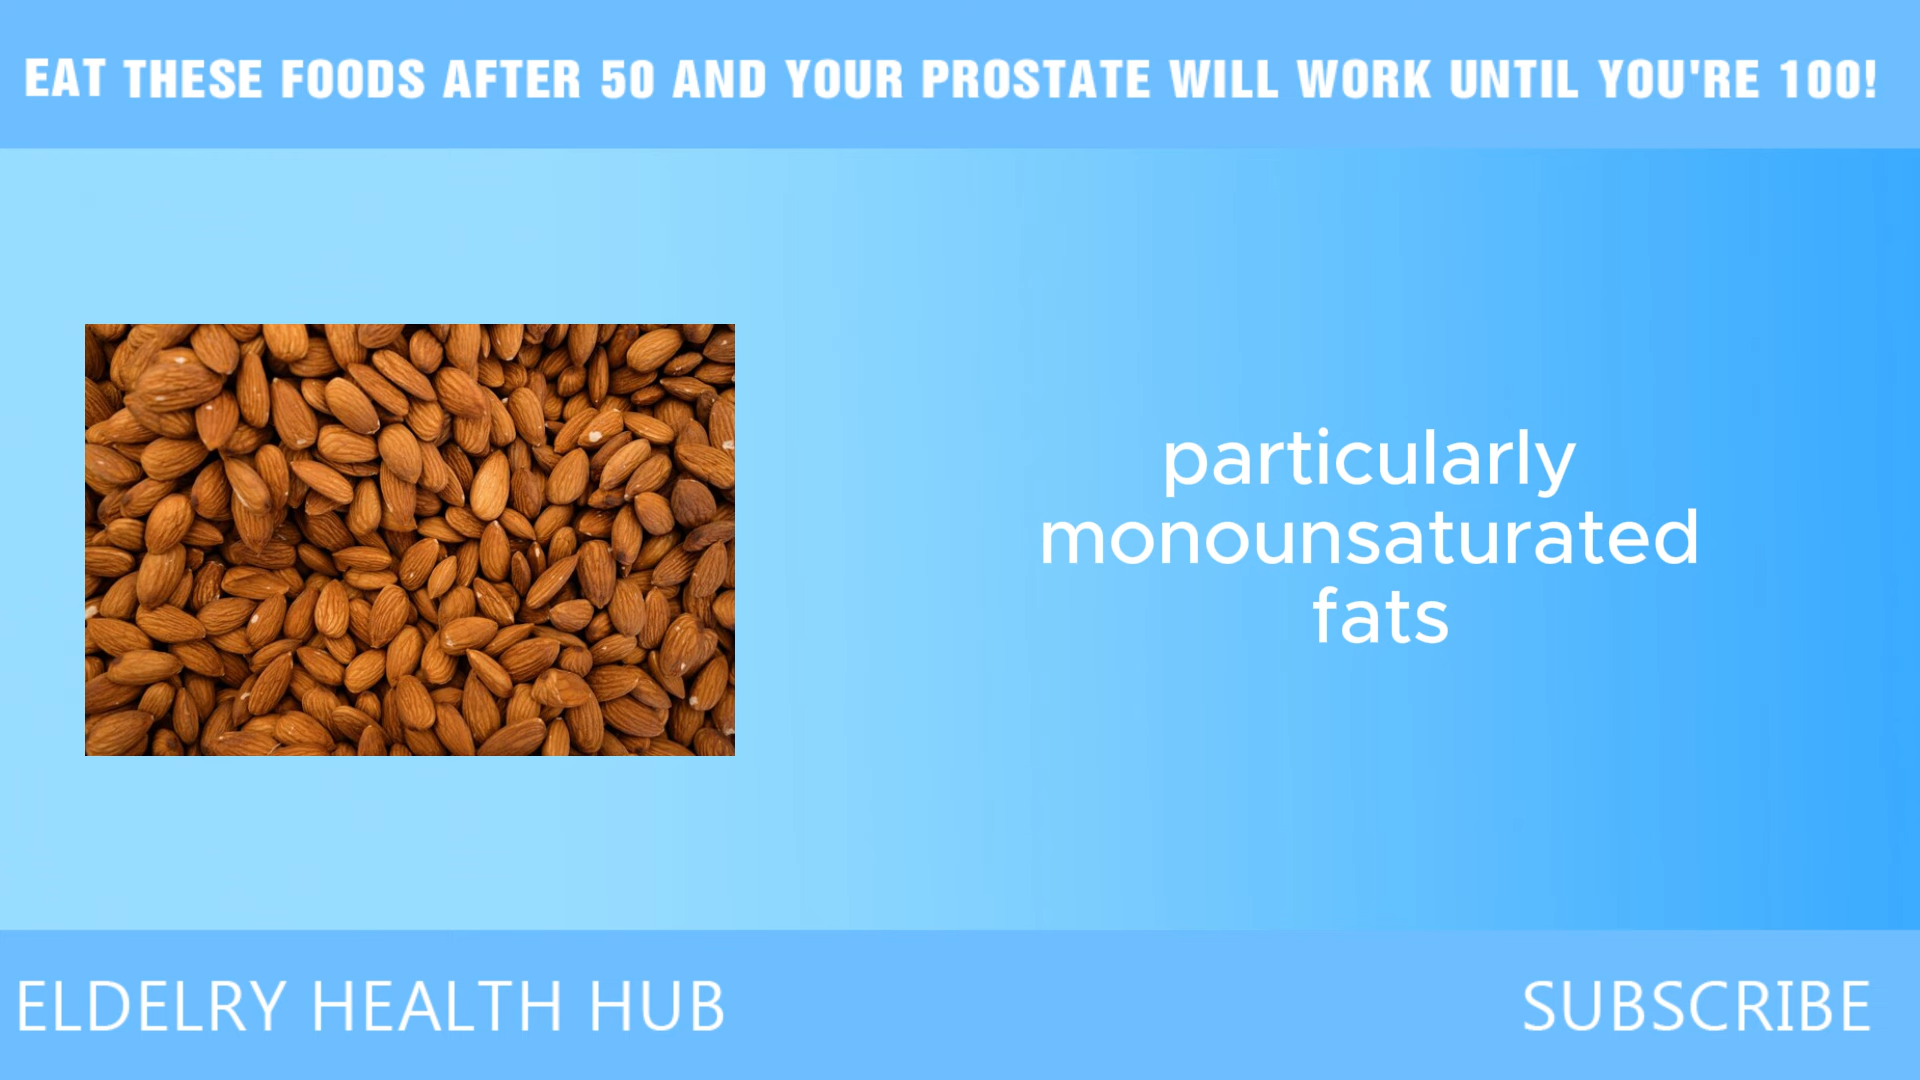 EAT THESE FOODS AFTER 50 AND YOUR PROSTATE WILL WORK UNTIL YOU'RE 100!
particularly
monounsaturated
fats
ELDELRY HEALTH HUB
SUBSCRIBE